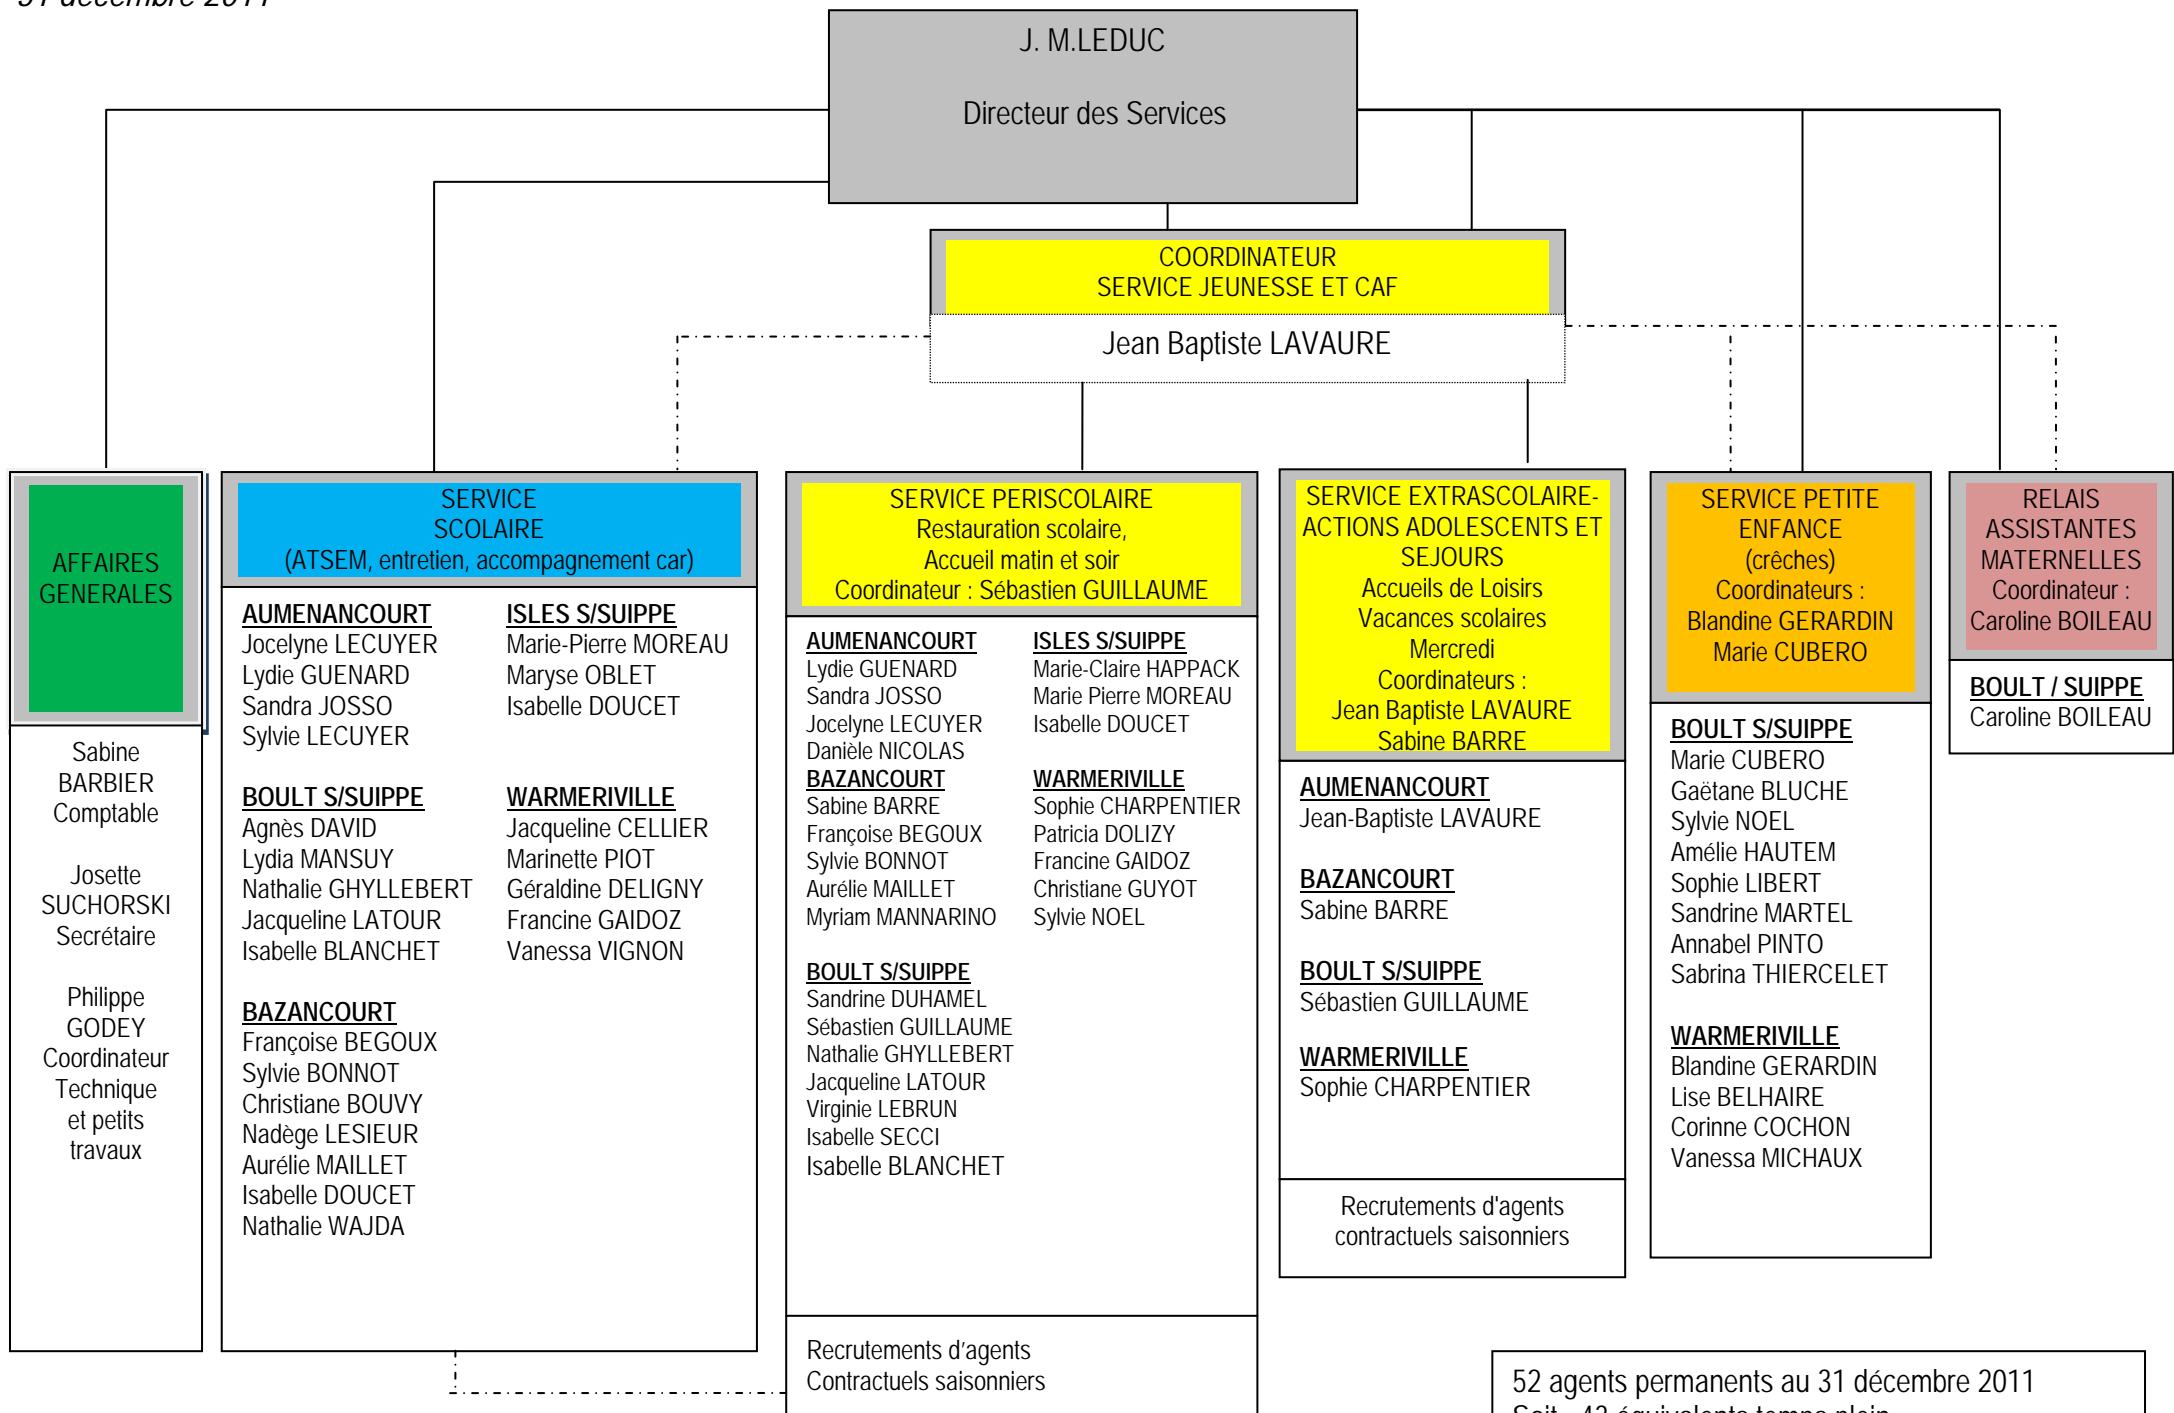 31 décembre 2011
J. M.LEDUC
Directeur des Services
COORDINATEUR
SERVICE JEUNESSE ET CAF
Jean Baptiste LAVAURE
AFFAIRES
GENERALES
Sabine
BARBIER
Comptable
Josette
SUCHORSKI
Secrétaire
Philippe
GODEY
Coordinateur
Technique
et petits
travaux
SERVICE
SCOLAIRE
(ATSEM, entretien, accompagnement car)
AUMENANCOURT
Jocelyne LECUYER
Lydie GUENARD
Sandra JOSSO
Sylvie LECUYER
BOULT S/SUIPPE
Agnès DAVID
Lydia MANSUY
Nathalie GHYLLEBERT
Jacqueline LATOUR
Isabelle BLANCHET
BAZANCOURT
Françoise BEGOUX
Sylvie BONNOT
Christiane BOUVY
Nadège LESIEUR
Aurélie MAILLET
Isabelle DOUCET
Nathalie WAJDA
ISLES S/SUIPPE
Marie-Pierre MOREAU
Maryse OBLET
Isabelle DOUCET
WARMERIVILLE
Jacqueline CELLIER
Marinette PIOT
Géraldine DELIGNY
Francine GAIDOZ
Vanessa VIGNON
SERVICE PERISCOLAIRE
Restauration scolaire,
Accueil matin et soir
Coordinateur : Sébastien GUILLAUME
AUMENANCOURT
Lydie GUENARD
Sandra JOSSO
Jocelyne LECUYER
Danièle NICOLAS
BAZANCOURT
Sabine BARRE
Françoise BEGOUX
Sylvie BONNOT
Aurélie MAILLET
Myriam MANNARINO
BOULT S/SUIPPE
Sandrine DUHAMEL
Sébastien GUILLAUME
Nathalie GHYLLEBERT
Jacqueline LATOUR
Virginie LEBRUN
Isabelle SECCI
Isabelle BLANCHET
ISLES S/SUIPPE
Marie-Claire HAPPACK
Marie Pierre MOREAU
Isabelle DOUCET
WARMERIVILLE
Sophie CHARPENTIER
Patricia DOLIZY
Francine GAIDOZ
Christiane GUYOT
Sylvie NOEL
Recrutements d'agents
Contractuels saisonniers
SERVICE EXTRASCOLAIRE-
ACTIONS ADOLESCENTS ET
SEJOURS
Accueils de Loisirs
Vacances scolaires
Mercredi
Coordinateurs :
Jean Baptiste LAVAURE
Sabine BARRE
AUMENANCOURT
Jean-Baptiste LAVAURE
BAZANCOURT
Sabine BARRE
BOULT S/SUIPPE
Sébastien GUILLAUME
WARMERIVILLE
Sophie CHARPENTIER
Recrutements d'agents
contractuels saisonniers
SERVICE PETITE
ENFANCE
(crêches)
Coordinateurs :
Blandine GERARDIN
Marie CUBERO
BOULT S/SUIPPE
Marie CUBERO
Gaëtane BLUCHE
Sylvie NOEL
Amélie HAUTEM
Sophie LIBERT
Sandrine MARTEL
Annabel PINTO
Sabrina THIERCELET
WARMERIVILLE
Blandine GERARDIN
Lise BELHAIRE
Corinne COCHON
Vanessa MICHAUX
RELAIS
ASSISTANTES
MATERNELLES
Coordinateur :
Caroline BOILEAU
BOULT / SUIPPE
Caroline BOILEAU
52 agents permanents au 31 décembre 2011
Soit 43 équivalents temps plein